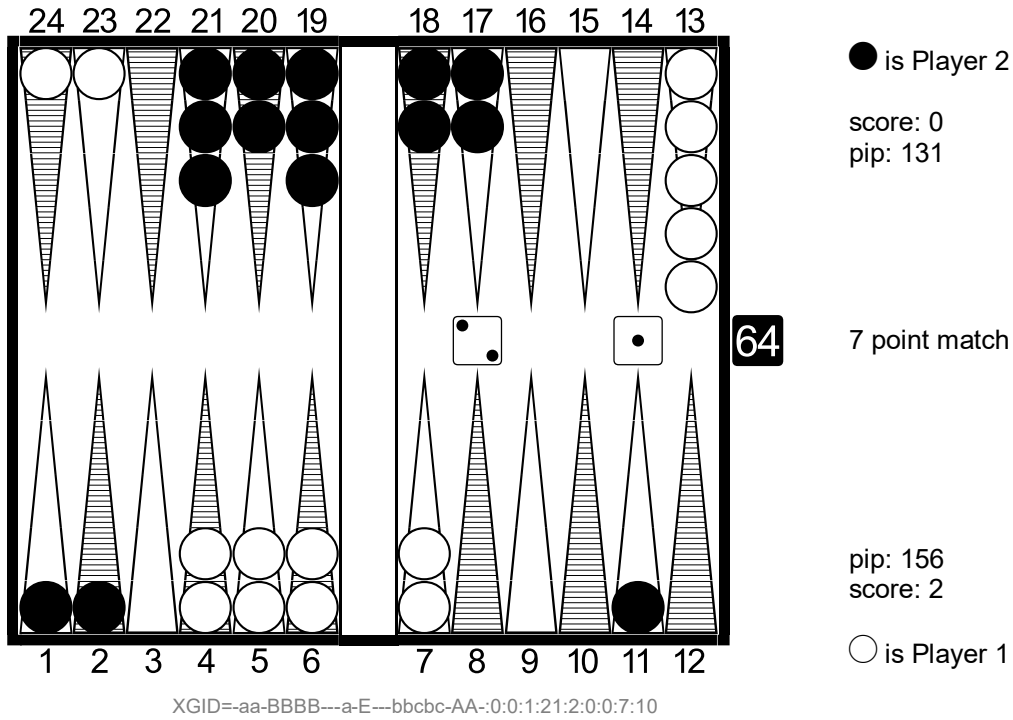 24 23 22 21 20 19 18 17 16 15 14 13
is Player 2
score: 0
pip: 131
64
7 point match
pip: 156
score: 2
is Player 1
1 2 3 4 5 6 7 8 9 10 11 12
XGID=-aa-BBBB---a-E---bbcbc-AA-:0:0:1:21:2:0:0:7:10